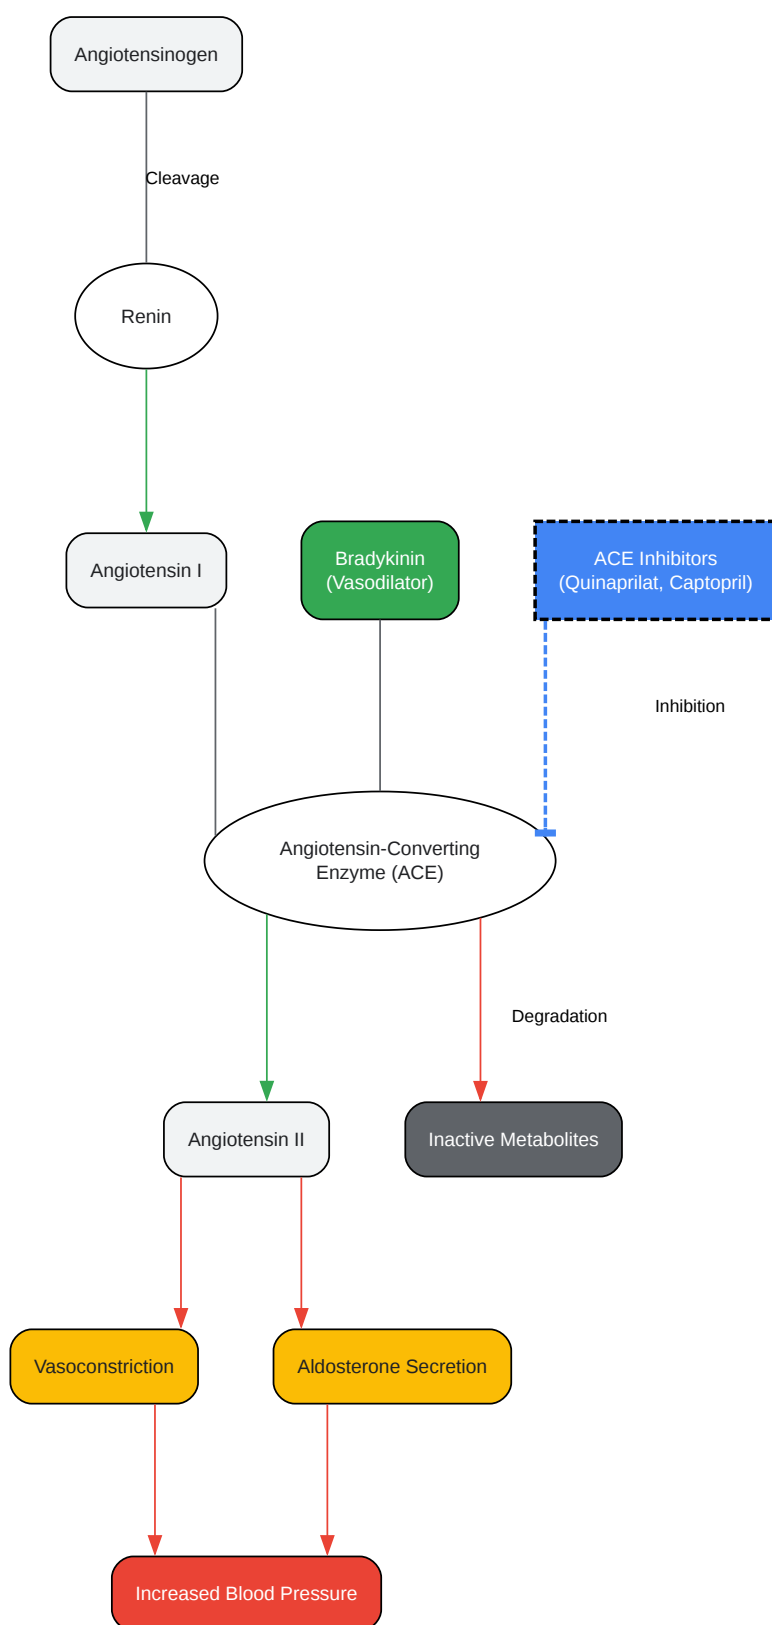 Angiotensinogen
Cleavage
Renin
Angiotensin I
Bradykinin
(Vasodilator)
ACE Inhibitors
(Quinaprilat, Captopril)
Inhibition
Angiotensin-Converting
Enzyme (ACE)
Degradation
Angiotensin II
Inactive Metabolites
Vasoconstriction
Aldosterone Secretion
Increased Blood Pressure